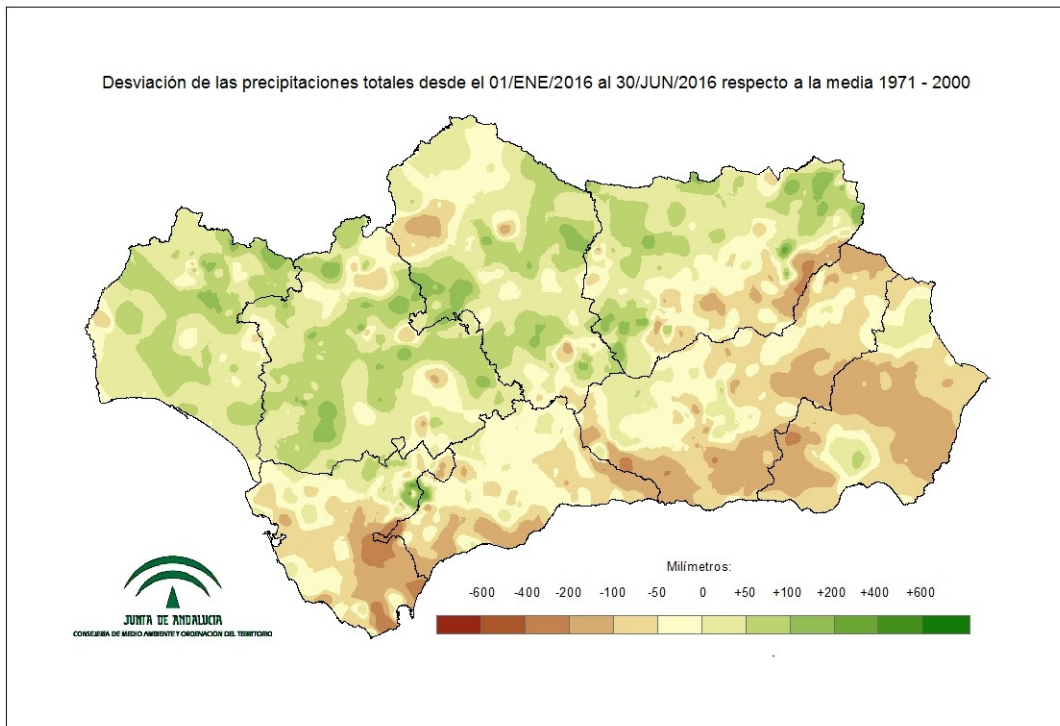 Desviación de las precipitaciones totales desde el 01/ENE/2016 al 30/JUN/2016 respecto a la media 1971 - 2000
Milímetros:
-600 -400 -200 -100 -50 0 +50 +100 +200 +400 +600
JUNTA DE ANDALUCIA
CONSEJERÍA DE MEDIO AMBIENTE Y ORDENACIÓN DEL TERRITORIO